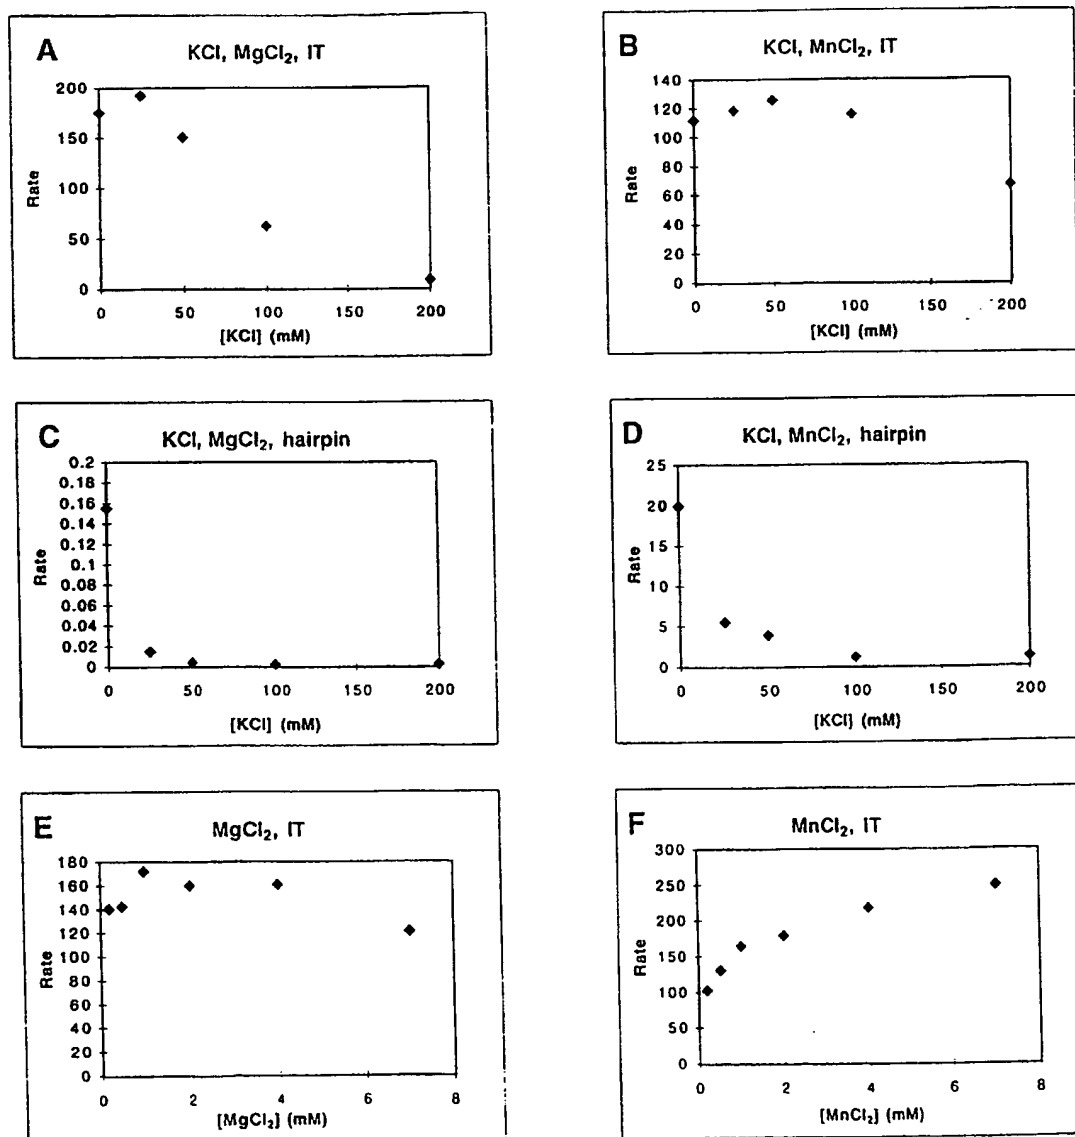 A
KCl, MgCl₂, IT
Rate
200
150
100
50
0
0 50 100 150 200
[KCl] (mM)
B
KCl, MnCl₂, IT
Rate
140
120
100
80
60
40
20
0
0 50 100 150 200
[KCl] (mM)
C
KCl, MgCl₂, hairpin
Rate
0.2
0.18
0.16
0.14
0.12
0.1
0.08
0.06
0.04
0.02
0
0 50 100 150 200
[KCl] (mM)
D
KCl, MnCl₂, hairpin
Rate
25
20
15
10
5
0
0 50 100 150 200
[KCl] (mM)
E
MgCl₂, IT
Rate
180
160
140
120
100
80
60
40
20
0
0 2 4 6 8
[MgCl₂] (mM)
F
MnCl₂, IT
Rate
300
250
200
150
100
50
0
0 2 4 6 8
[MnCl₂] (mM)